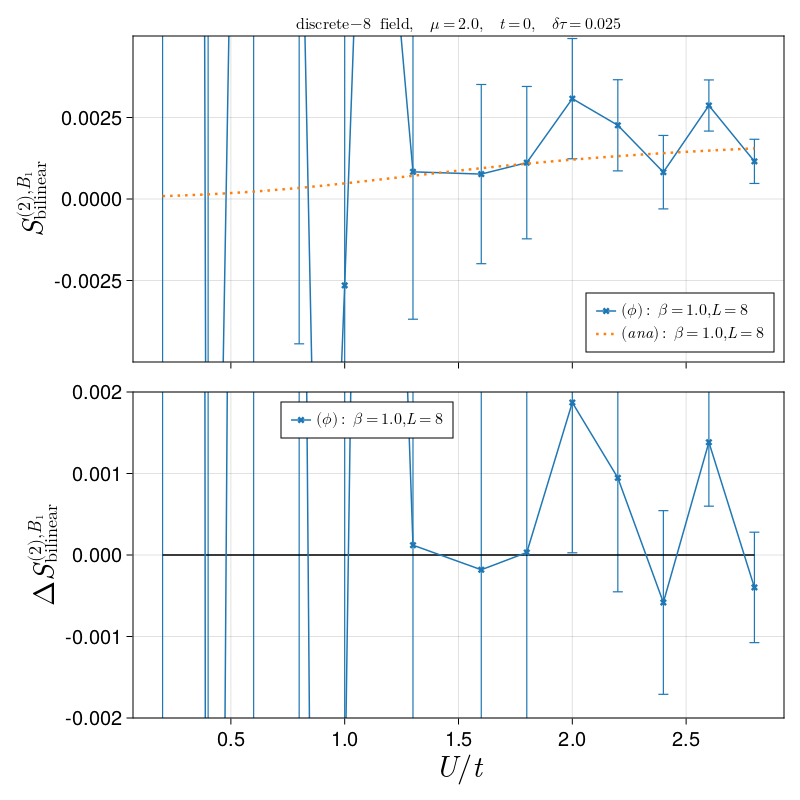 discrete−8 field, μ = 2.0, t = 0, δτ = 0.025
S^{(2),B_1}_{bilinear}
0.0025
0.0000
-0.0025
(ϕ): β = 1.0,L = 8
(ana): β = 1.0,L = 8
ΔS^{(2),B_1}_{bilinear}
0.002
0.001
0.000
-0.001
-0.002
(ϕ): β = 1.0,L = 8
0.5 1.0 1.5 2.0 2.5
U/t